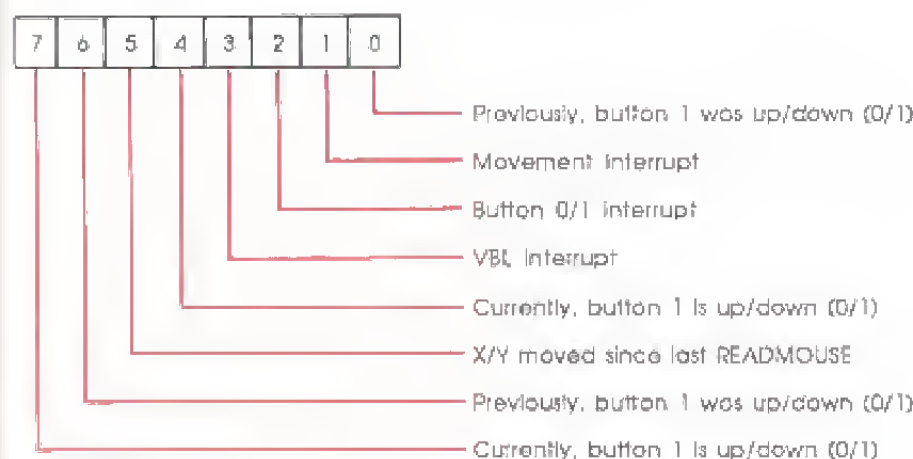 7 6 5 4 3 2 1 0
Previously, button 1 was up/down (0/1)
Movement interrupt
Button 0/1 interrupt
VBL interrupt
Currently, button 1 is up/down (0/1)
X/Y moved since last READMOUSE
Previously, button 1 was up/down (0/1)
Currently, button 1 is up/down (0/1)